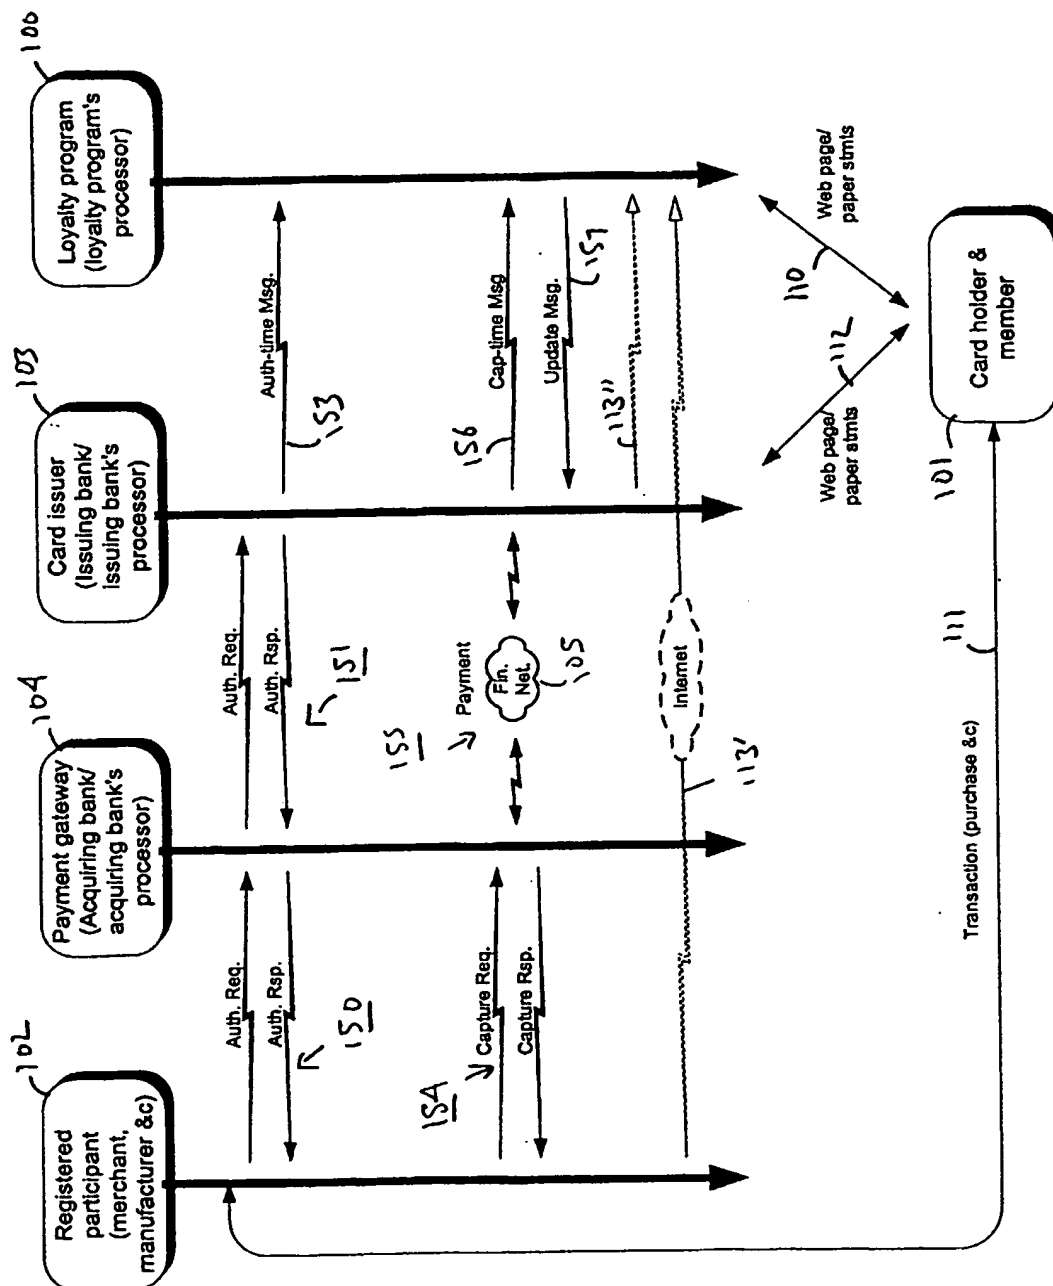 102
Registered
participant
(merchant,
manufacturer &c)
104
Payment gateway
(Acquiring bank/
acquiring bank's
processor)
103
Card issuer
(Issuing bank/
issuing bank's
processor)
106
Loyalty program
(loyalty program's
processor)
Auth. Req.
Auth. Rsp.
150
Auth. Req.
Auth. Rsp.
151
Auth-time Msg.
153
154
Capture Req.
Capture Rsp.
155
Payment
Fin.
Net.
105
156
Cap-time Msg
Update Msg.
157
113"
113'
Internet
Web page/
paper stmts
112
110
Web page/
paper stmts
101
Card holder &
member
Transaction (purchase &c)
111